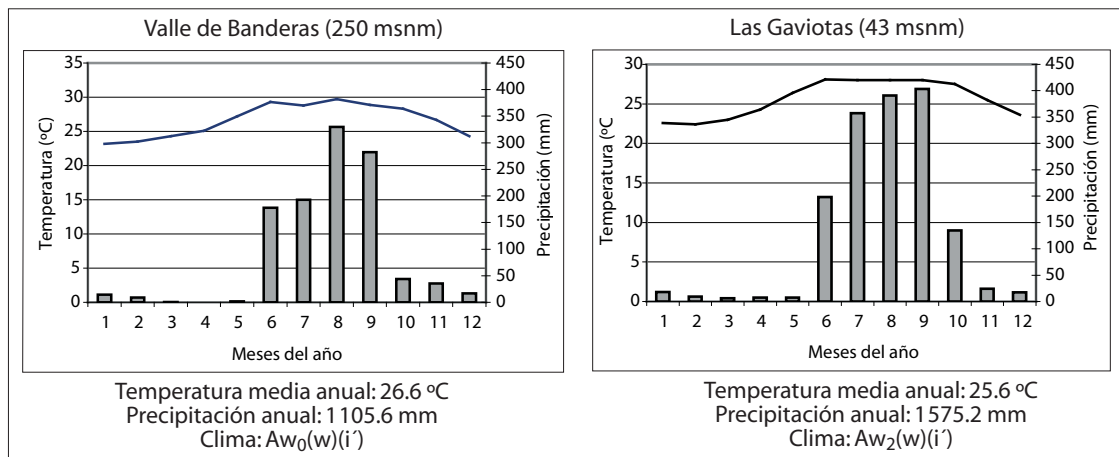 Valle de Banderas (250 msnm)
Temperatura (ºC)
35
30
25
20
15
10
5
0
450
400
350
300
250
200
150
100
50
0
Precipitación (mm)
1 2 3 4 5 6 7 8 9 10 11 12
Meses del año
Temperatura media anual: 26.6 ºC
Precipitación anual: 1105.6 mm
Clima: Aw0(w)(i´)
Las Gaviotas (43 msnm)
Temperatura (ºC
30
25
20
15
10
5
0
450
400
350
300
250
200
150
100
50
0
Precipitación (mm)
1 2 3 4 5 6 7 8 9 10 11 12
Meses del año
Temperatura media anual: 25.6 ºC
Precipitación anual: 1575.2 mm
Clima: Aw2(w)(i´)